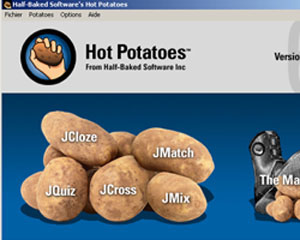 Half-Baked Software's Hot Potatoes
Fichier Potatoes Options Aide
Hot Potatoes™
From Half-Baked Software Inc
Versio
JCloze
JMatch
JQuiz
JCross
JMix
The Ma